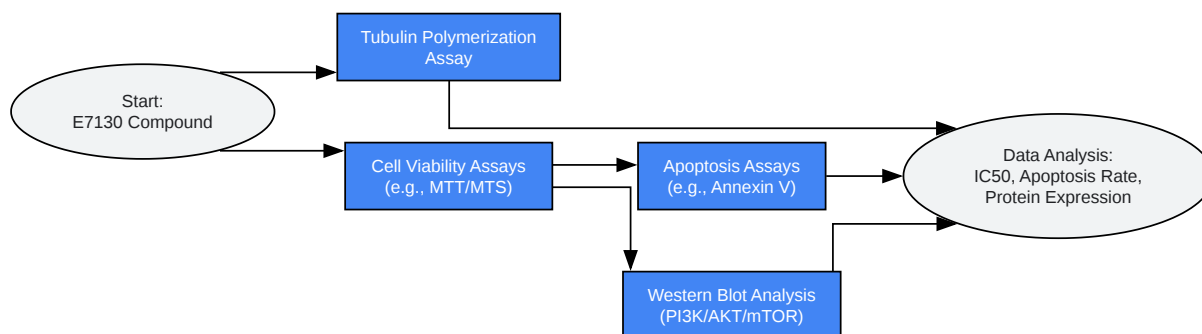 Start:
E7130 Compound
Tubulin Polymerization
Assay
Cell Viability Assays
(e.g., MTT/MTS)
Apoptosis Assays
(e.g., Annexin V)
Western Blot Analysis
(PI3K/AKT/mTOR)
Data Analysis:
IC50, Apoptosis Rate,
Protein Expression